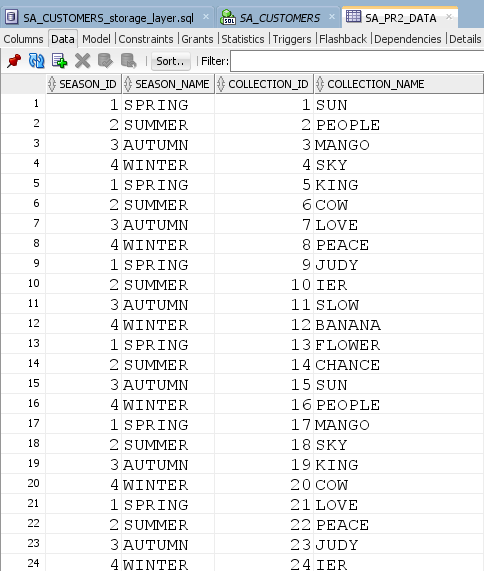 SA_CUSTOMERS_storage_layer.sql SA_CUSTOMERS SA_PR2_DATA
Columns Data Model Constraints Grants Statistics Triggers Flashback Dependencies Details
Sort.. Filter:
SEASON_ID SEASON_NAME COLLECTION_ID COLLECTION_NAME
1 1 SPRING 1 SUN
2 2 SUMMER 2 PEOPLE
3 3 AUTUMN 3 MANGO
4 4 WINTER 4 SKY
5 1 SPRING 5 KING
6 2 SUMMER 6 COW
7 3 AUTUMN 7 LOVE
8 4 WINTER 8 PEACE
9 1 SPRING 9 JUDY
10 2 SUMMER 10 IER
11 3 AUTUMN 11 SLOW
12 4 WINTER 12 BANANA
13 1 SPRING 13 FLOWER
14 2 SUMMER 14 CHANCE
15 3 AUTUMN 15 SUN
16 4 WINTER 16 PEOPLE
17 1 SPRING 17 MANGO
18 2 SUMMER 18 SKY
19 3 AUTUMN 19 KING
20 4 WINTER 20 COW
21 1 SPRING 21 LOVE
22 2 SUMMER 22 PEACE
23 3 AUTUMN 23 JUDY
24 4 WINTER 24 IER